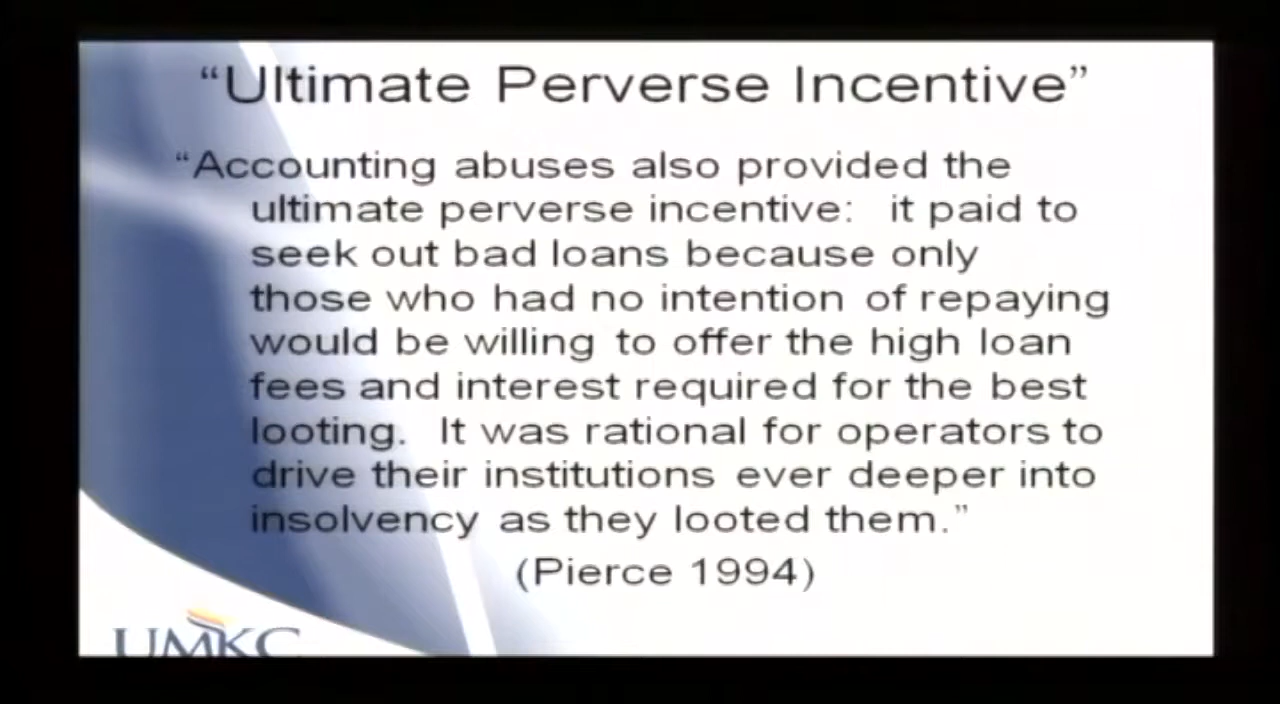 “Ultimate Perverse Incentive”
“Accounting abuses also provided the
ultimate perverse incentive: it paid to
seek out bad loans because only
those who had no intention of repaying
would be willing to offer the high loan
fees and interest required for the best
looting. It was rational for operators to
drive their institutions ever deeper into
insolvency as they looted them.”
(Pierce 1994)
UMKC